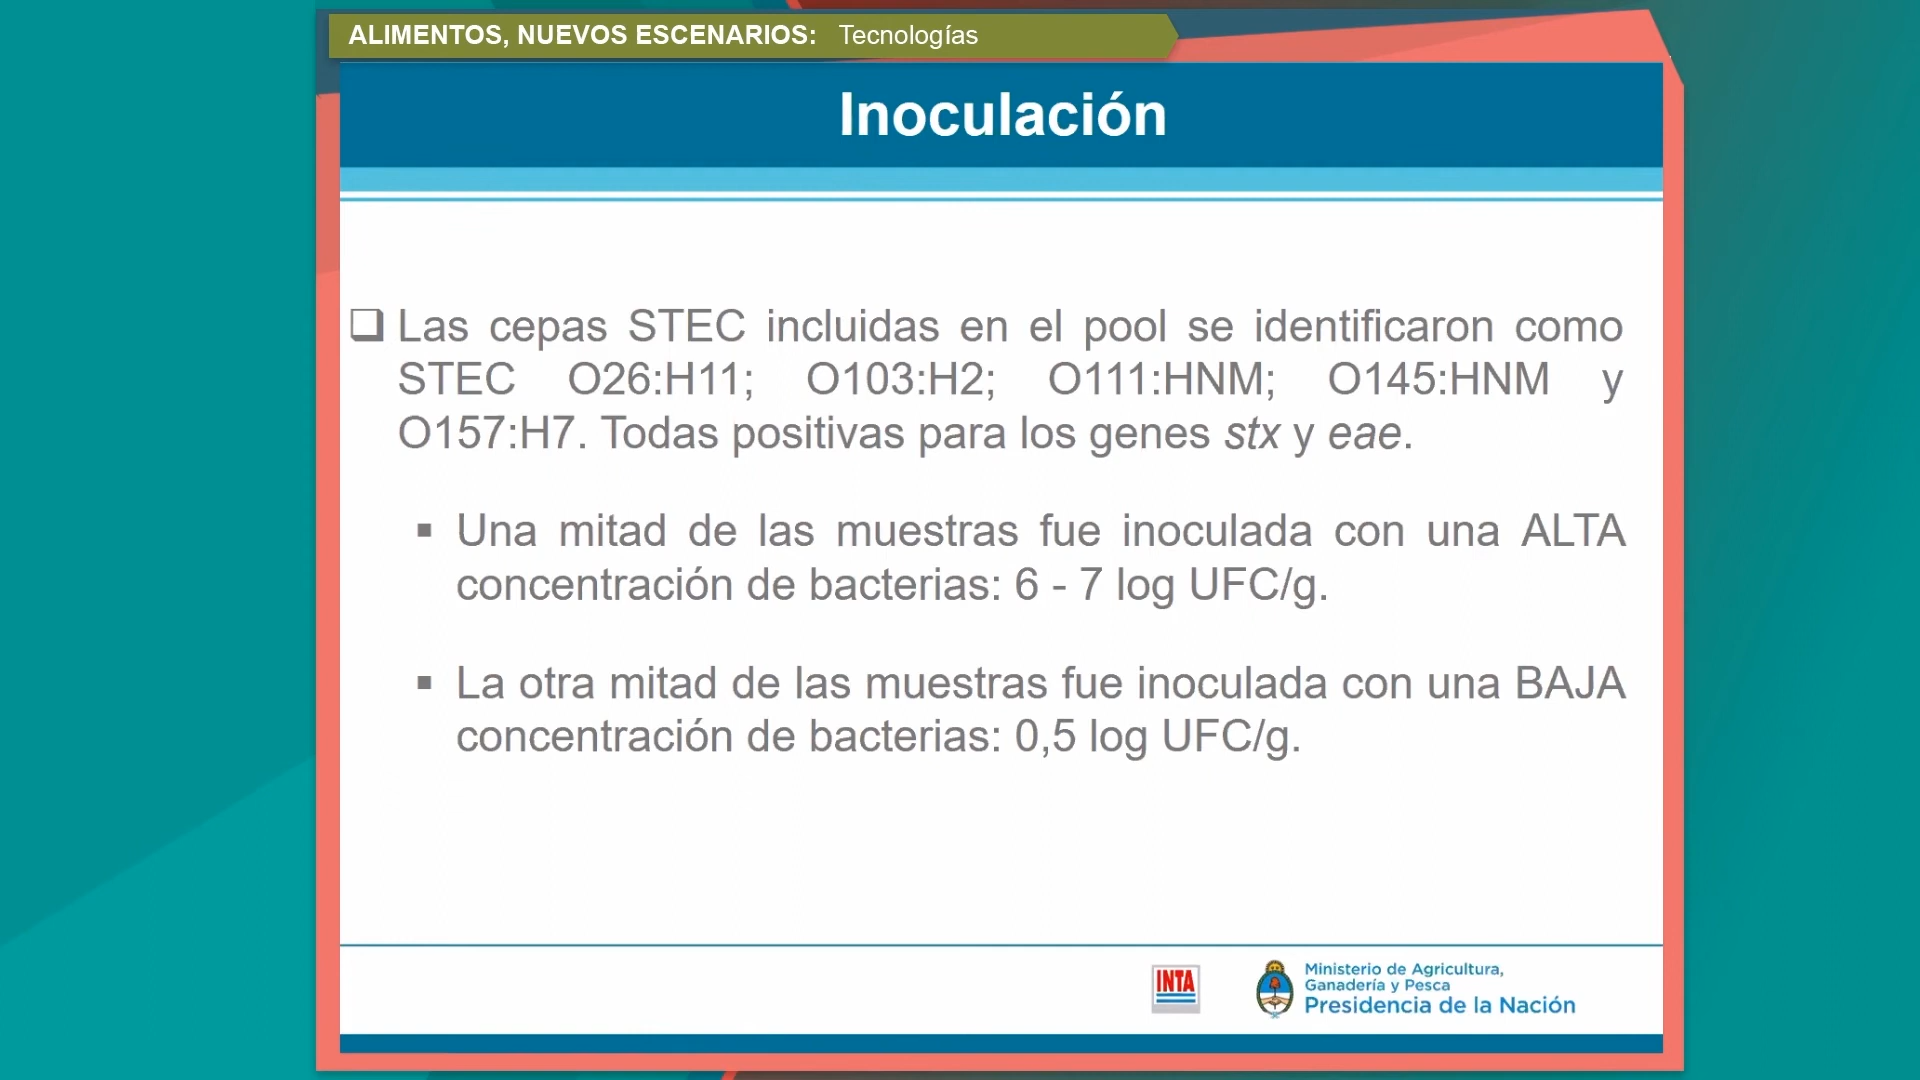 ALIMENTOS, NUEVOS ESCENARIOS: Tecnologías
Inoculación
Las cepas STEC incluidas en el pool se identificaron como
STEC O26:H11; O103:H2; O111:HNM; O145:HNM y
O157:H7. Todas positivas para los genes stx y eae.
Una mitad de las muestras fue inoculada con una ALTA
concentración de bacterias: 6 - 7 log UFC/g.
La otra mitad de las muestras fue inoculada con una BAJA
concentración de bacterias: 0,5 log UFC/g.
INTA
Ministerio de Agricultura,
Ganadería y Pesca
Presidencia de la Nación